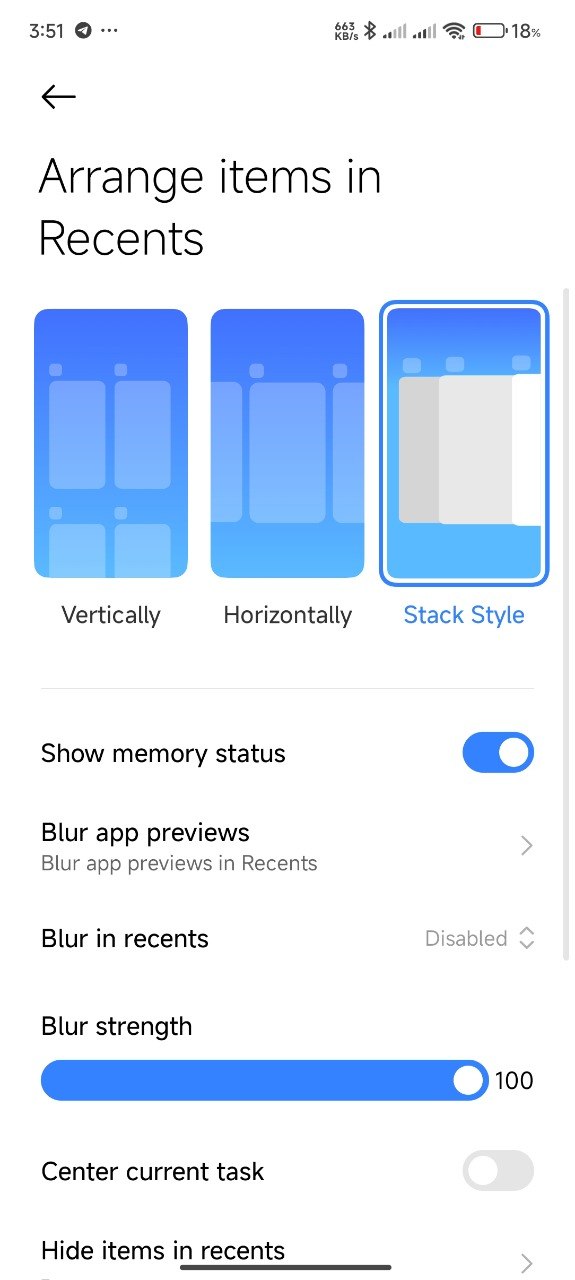 3:51 ··· 663 KB/s 18%
Arrange items in
Recents
Vertically Horizontally Stack Style
Show memory status
Blur app previews
Blur app previews in Recents
Blur in recents Disabled
Blur strength
100
Center current task
Hide items in recents